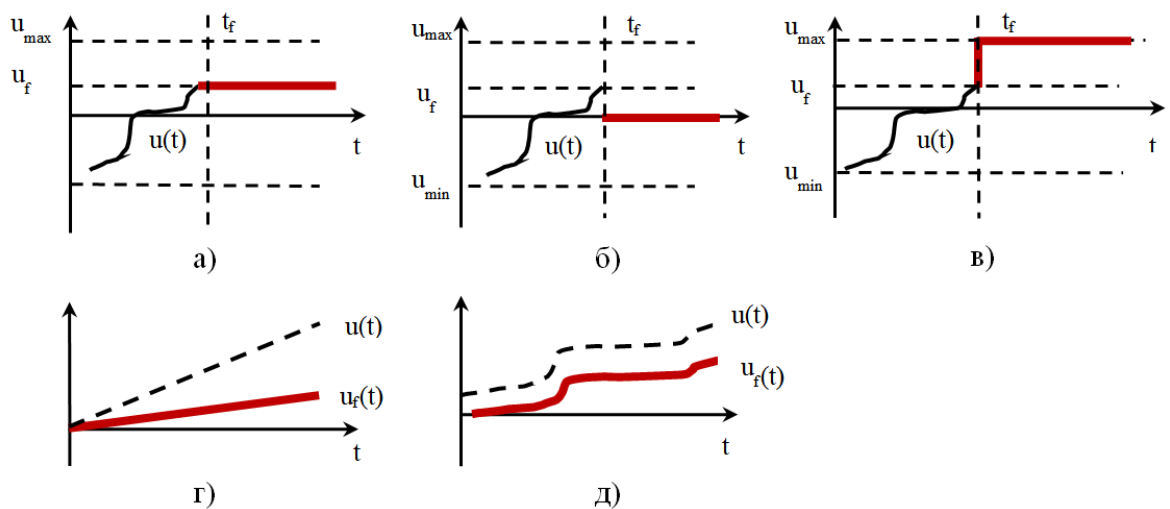 u_max
t_f
u_f
u(t)
t
а)
u_max
t_f
u_f
u(t)
t
u_min
б)
u_max
t_f
u_f
u(t)
t
u_min
в)
u(t)
u_f(t)
t
г)
u(t)
u_f(t)
t
д)